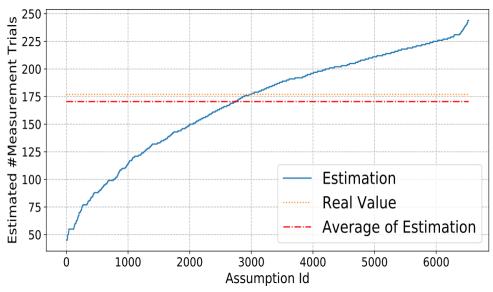 Estimated #Measurement Trials
250
225
200
175
150
125
100
75
50
0 1000 2000 3000 4000 5000 6000
Assumption Id
Estimation
Real Value
Average of Estimation